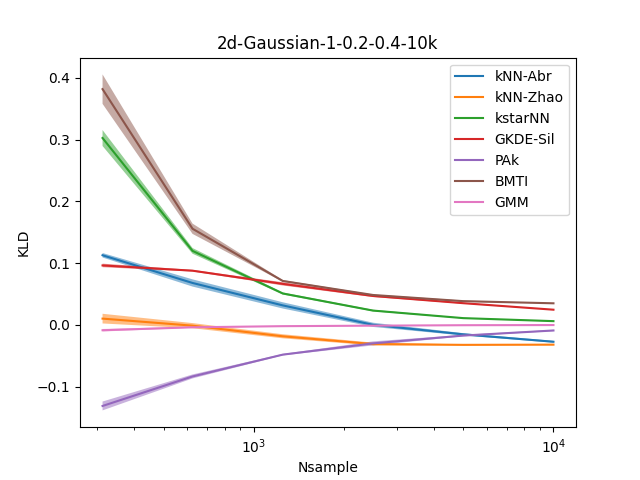 2d-Gaussian-1-0.2-0.4-10k
kNN-Abr
kNN-Zhao
kstarNN
GKDE-Sil
PAk
BMTI
GMM
KLD
0.4
0.3
0.2
0.1
0.0
−0.1
10³
10⁴
Nsample